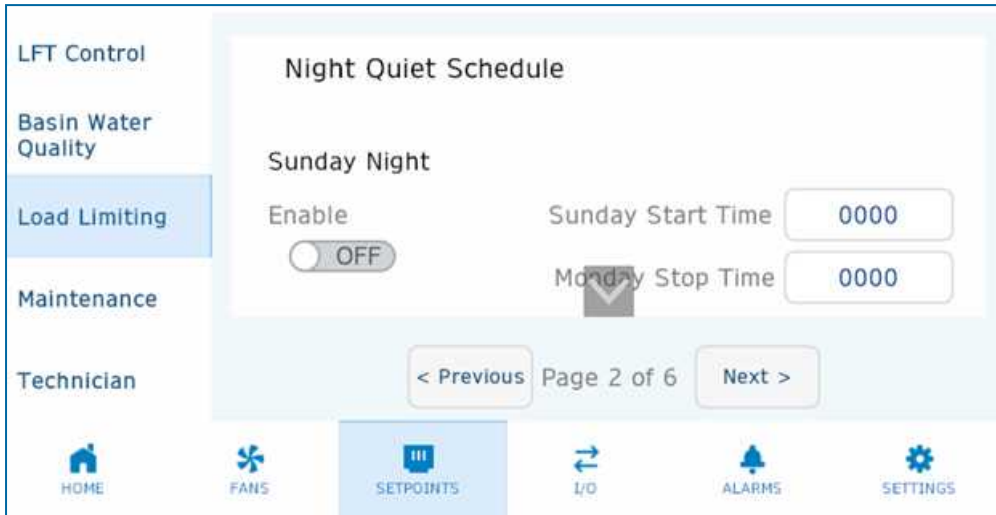 LFT Control
Basin Water
Quality
Load Limiting
Maintenance
Technician
Night Quiet Schedule
Sunday Night
Enable
OFF
Sunday Start Time
0000
Monday Stop Time
0000
< Previous
Page 2 of 6
Next >
HOME
FANS
SETPOINTS
I/O
ALARMS
SETTINGS